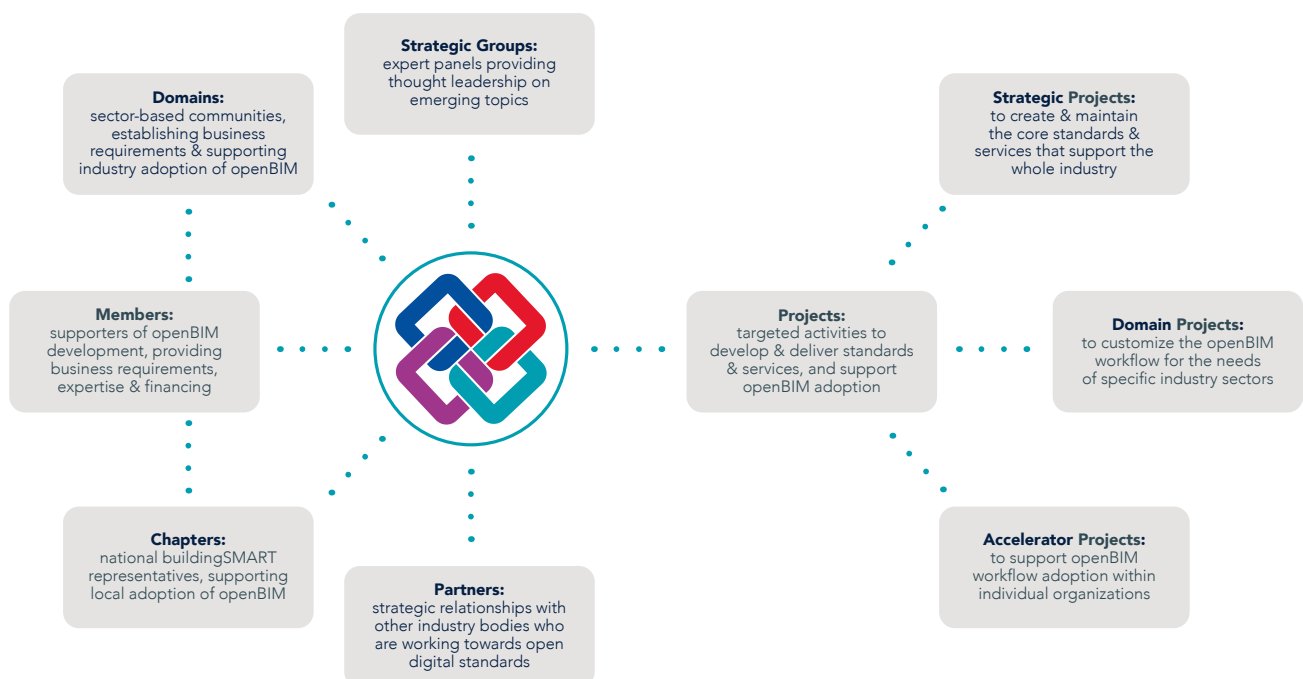 Strategic Groups:
expert panels providing
thought leadership on
emerging topics
Domains:
sector-based communities,
establishing business
requirements & supporting
industry adoption of openBIM
Strategic Projects:
to create & maintain
the core standards &
services that support the
whole industry
Members:
supporters of openBIM
development, providing
business requirements,
expertise & financing
Projects:
targeted activities to
develop & deliver standards
& services, and support
openBIM adoption
Domain Projects:
to customize the openBIM
workflow for the needs
of specific industry sectors
Chapters:
national buildingSMART
representatives, supporting
local adoption of openBIM
Partners:
strategic relationships with
other industry bodies who
are working towards open
digital standards
Accelerator Projects:
to support openBIM
workflow adoption within
individual organizations